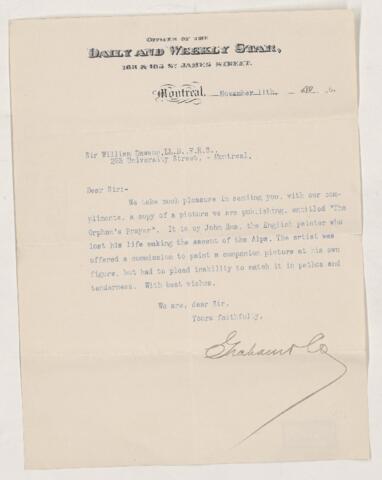 OFFICES OF THE
DAILY AND WEEKLY STAR,
163 & 165 ST JAMES STREET.
Montreal, November 11th, 189 6.
Sir William Dawson, LL.D., F.R.S.,
293 University Street, - Montreal.
Dear Sir:-
We take much pleasure in sending you, with our com-
pliments, a copy of a picture we are publishing, entitled "The
Orphan's Prayer". It is by John the English painter who
lost his life making the ascent of the Alps. The artist was
offered a commission to paint a companion picture at his own
figure, but had to plead inability to match it in pathos and
tenderness. With best wishes.
We are, dear Sir.
Yours faithfully,
Graham & Co